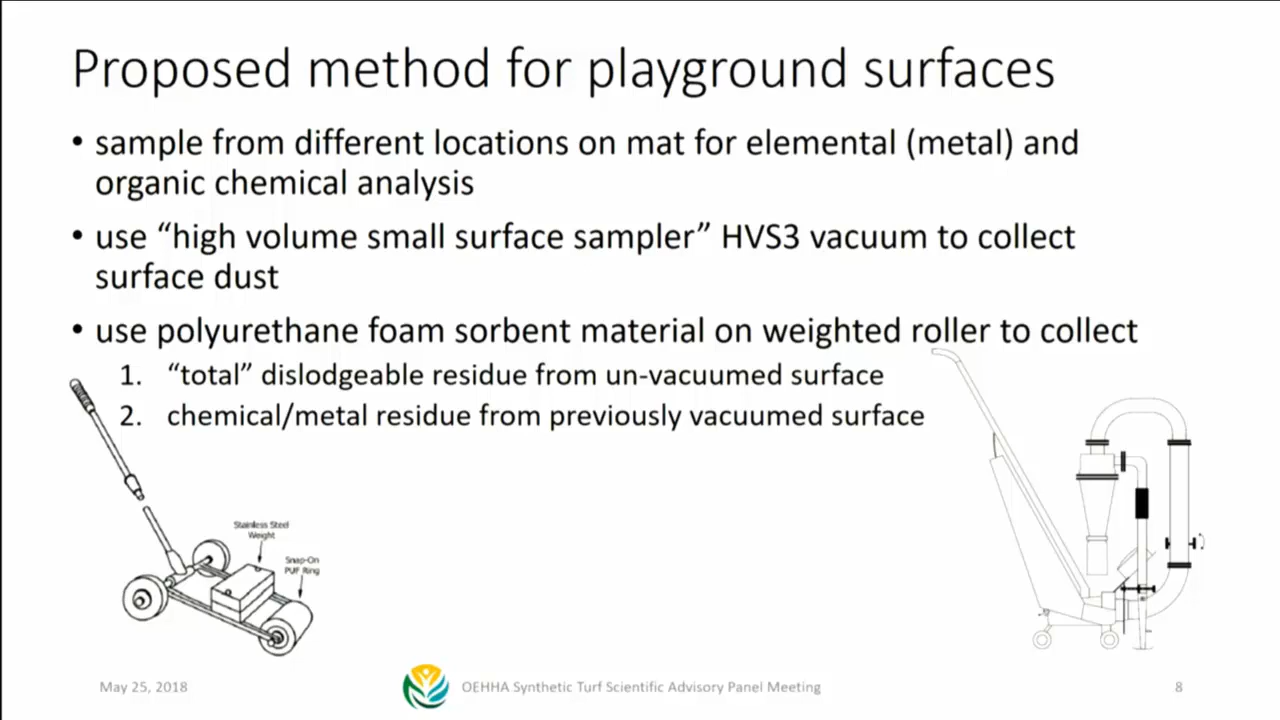 Proposed method for playground surfaces
• sample from different locations on mat for elemental (metal) and
organic chemical analysis
• use “high volume small surface sampler” HVS3 vacuum to collect
surface dust
• use polyurethane foam sorbent material on weighted roller to collect
1. “total” dislodgeable residue from un-vacuumed surface
2. chemical/metal residue from previously vacuumed surface
Stainless Steel
Weight
Snap-On
PUF Ring
May 25, 2018
OEHHA Synthetic Turf Scientific Advisory Panel Meeting
8